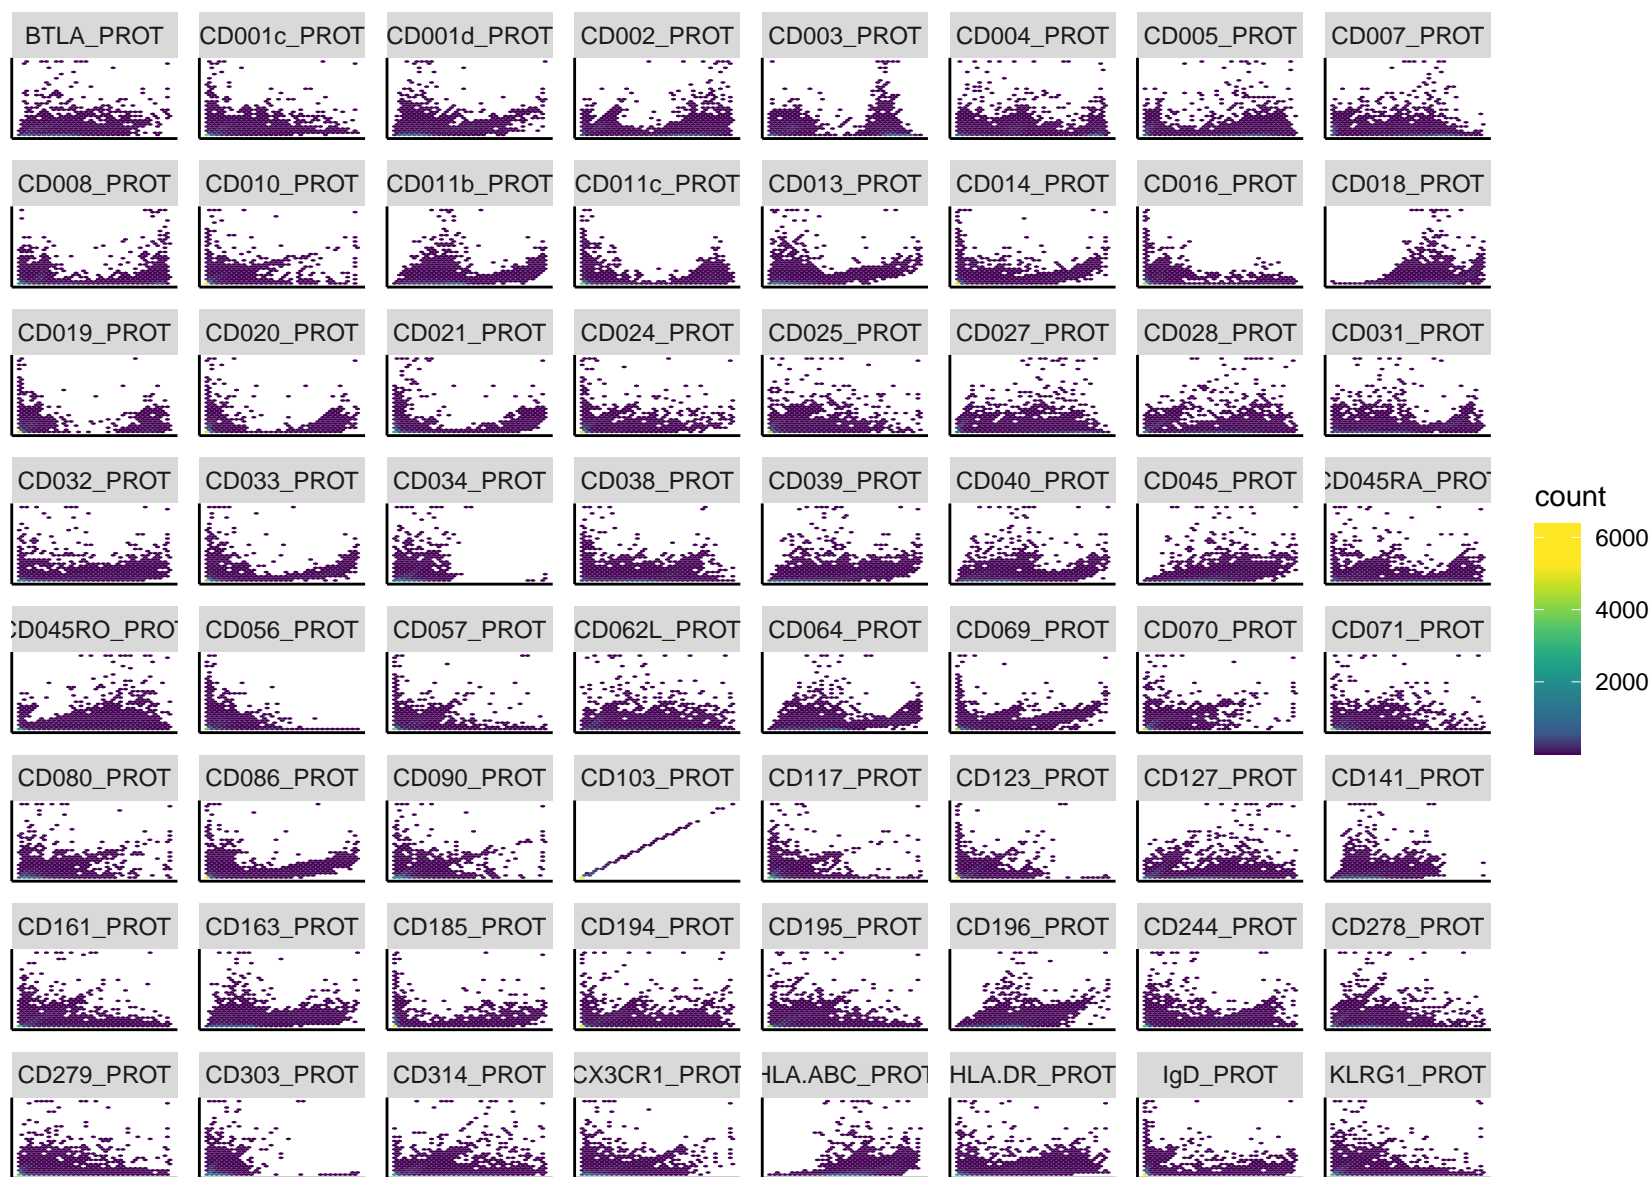 BTLA_PROT CD001c_PROT CD001d_PROT CD002_PROT CD003_PROT CD004_PROT CD005_PROT CD007_PROT
CD008_PROT CD010_PROT CD011b_PROT CD011c_PROT CD013_PROT CD014_PROT CD016_PROT CD018_PROT
CD019_PROT CD020_PROT CD021_PROT CD024_PROT CD025_PROT CD027_PROT CD028_PROT CD031_PROT
CD032_PROT CD033_PROT CD034_PROT CD038_PROT CD039_PROT CD040_PROT CD045_PROT CD045RA_PROT
CD045RO_PROT CD056_PROT CD057_PROT CD062L_PROT CD064_PROT CD069_PROT CD070_PROT CD071_PROT
CD080_PROT CD086_PROT CD090_PROT CD103_PROT CD117_PROT CD123_PROT CD127_PROT CD141_PROT
CD161_PROT CD163_PROT CD185_PROT CD194_PROT CD195_PROT CD196_PROT CD244_PROT CD278_PROT
CD279_PROT CD303_PROT CD314_PROT CX3CR1_PROT HLA.ABC_PROT HLA.DR_PROT IgD_PROT KLRG1_PROT
count
6000
4000
2000